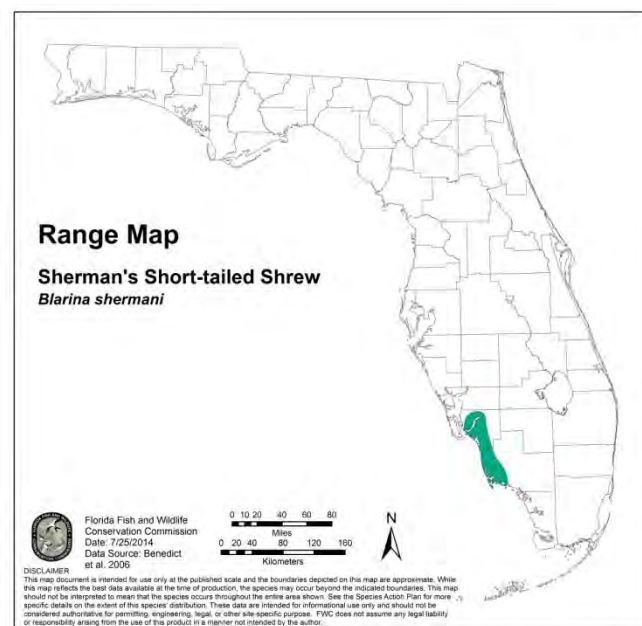 Range Map
Sherman's Short-tailed Shrew
Blarina shermani
Florida Fish and Wildlife
Conservation Commission
Date: 7/25/2014
Data Source: Benedict
et al. 2006
0 10 20 40 60 80
Miles
0 20 40 80 120 160
Kilometers
N
DISCLAIMER
This map document is intended for use only at the published scale and the boundaries depicted on this map are approximate. While
this map reflects the best data available at the time of production, the species may occur beyond the indicated boundaries. This map
should not be interpreted to mean that the species occurs throughout the entire area shown. See the Species Action Plan for more
specific details on the extent of this species' distribution. These data are intended for informational use only and should not be
considered authoritative for permitting, engineering, legal, or other site-specific purpose. FWC does not assume any legal liability
or responsibility arising from the use of this product in a manner not intended by the author.